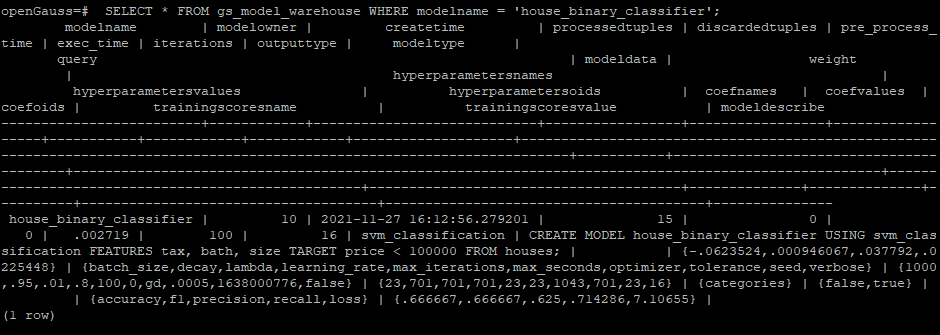 openGauss=#  SELECT * FROM gs_model_warehouse WHERE modelname = 'house_binary_classifier';
modelname | modelowner | createtime | processedtuples | discardedtuples | pre_process_
time | exec_time | iterations | outputtype | modeltype |
query | modeldata | weight
| hyperparametersnames |
hyperparametersvalues | hyperparametersoids | coefnames | coefvalues |
coefoids | trainingscoresname | trainingscoresvalue | modeldescribe
house_binary_classifier | 10 | 2021-11-27 16:12:56.279201 | 15 | 0 |
0 | .002719 | 100 | 16 | svm_classification | CREATE MODEL house_binary_classifier USING svm_clas
sification FEATURES tax, bath, size TARGET price < 100000 FROM houses; | | {-.0623524,.000946067,.037792,.0
225448} | {batch_size,decay,lambda,learning_rate,max_iterations,max_seconds,optimizer,tolerance,seed,verbose} | {1000
,.95,.01,.8,100,0,gd,.0005,1638000776,false} | {23,701,701,701,23,23,1043,701,23,16} | {categories} | {false,true} |
| {accuracy,f1,precision,recall,loss} | {.666667,.666667,.625,.714286,7.10655} |
(1 row)